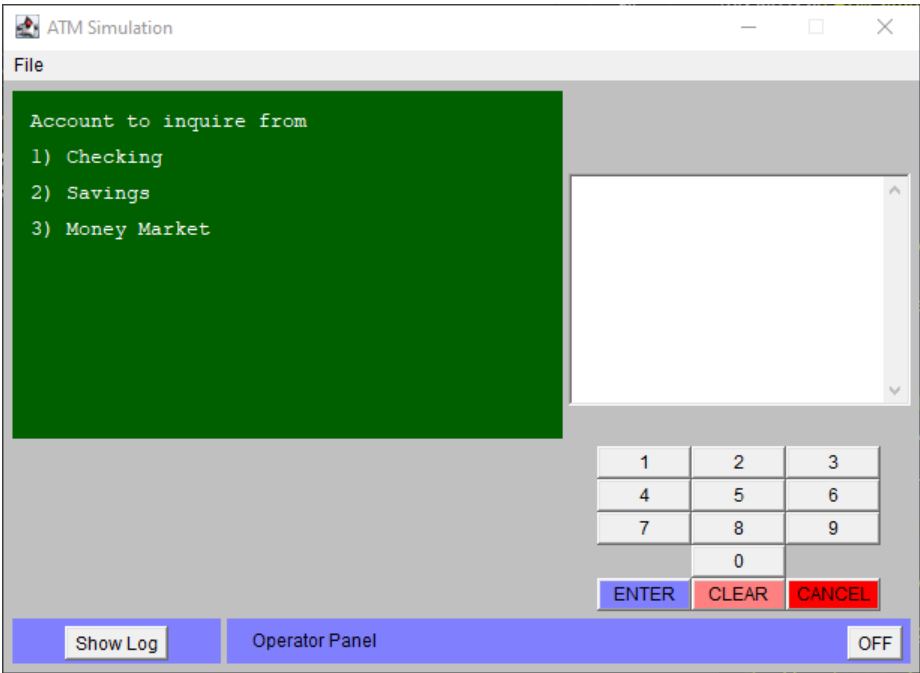 ATM Simulation
File
Account to inquire from
1) Checking
2) Savings
3) Money Market
1 2 3
4 5 6
7 8 9
0
ENTER CLEAR CANCEL
Show Log Operator Panel OFF